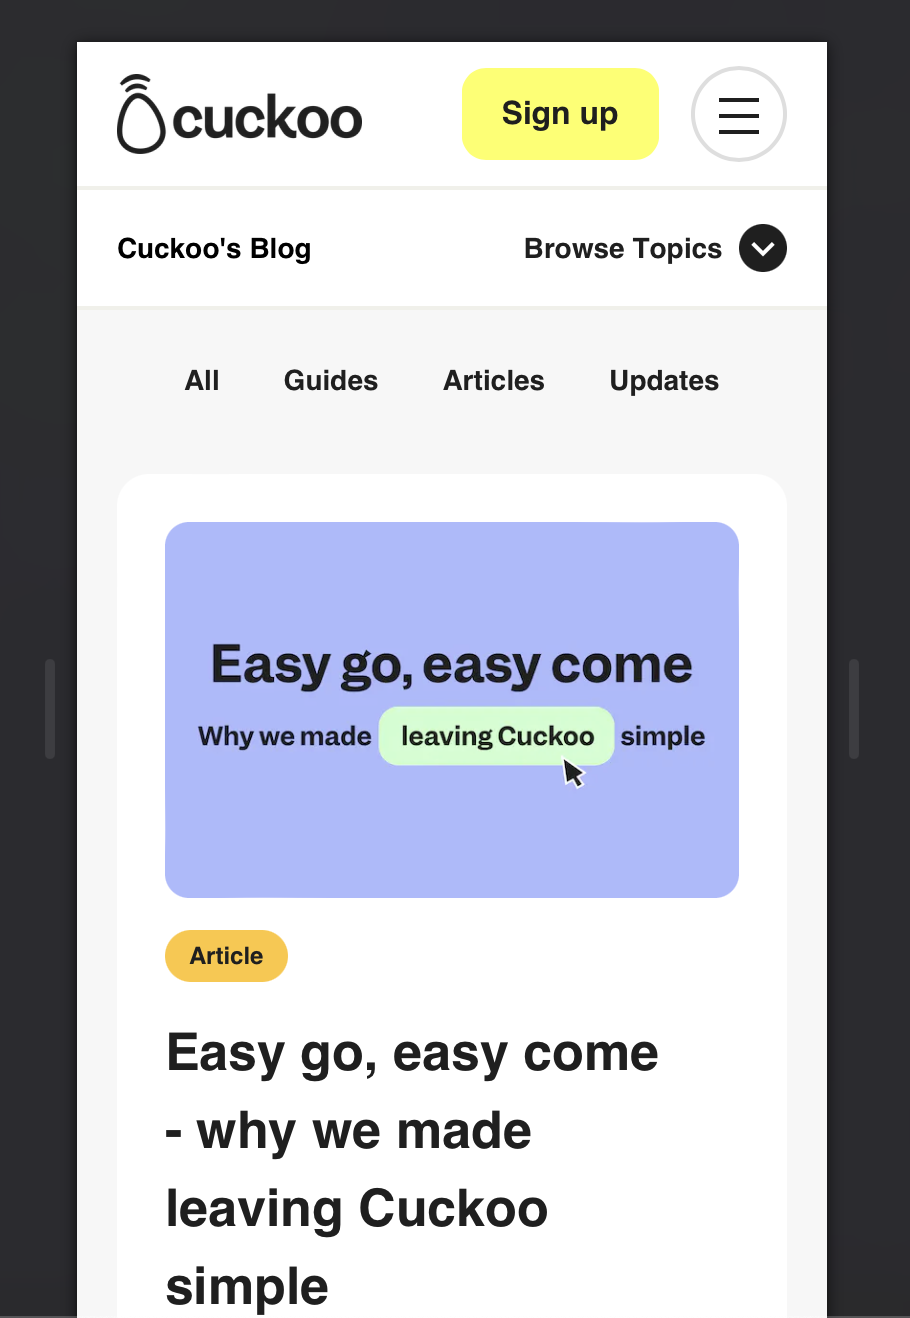 cuckoo
Sign up
Cuckoo's Blog
Browse Topics
All Guides Articles Updates
Easy go, easy come
Why we made leaving Cuckoo simple
Article
Easy go, easy come
- why we made
leaving Cuckoo
simple